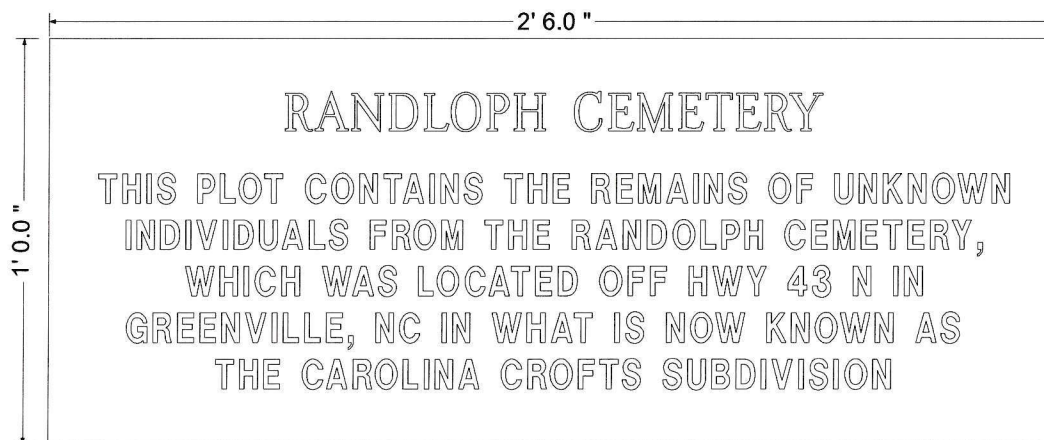 2' 6.0 "
1' 0.0 "
RANDLOPH CEMETERY
THIS PLOT CONTAINS THE REMAINS OF UNKNOWN
INDIVIDUALS FROM THE RANDOLPH CEMETERY,
WHICH WAS LOCATED OFF HWY 43 N IN
GREENVILLE, NC IN WHAT IS NOW KNOWN AS
THE CAROLINA CROFTS SUBDIVISION